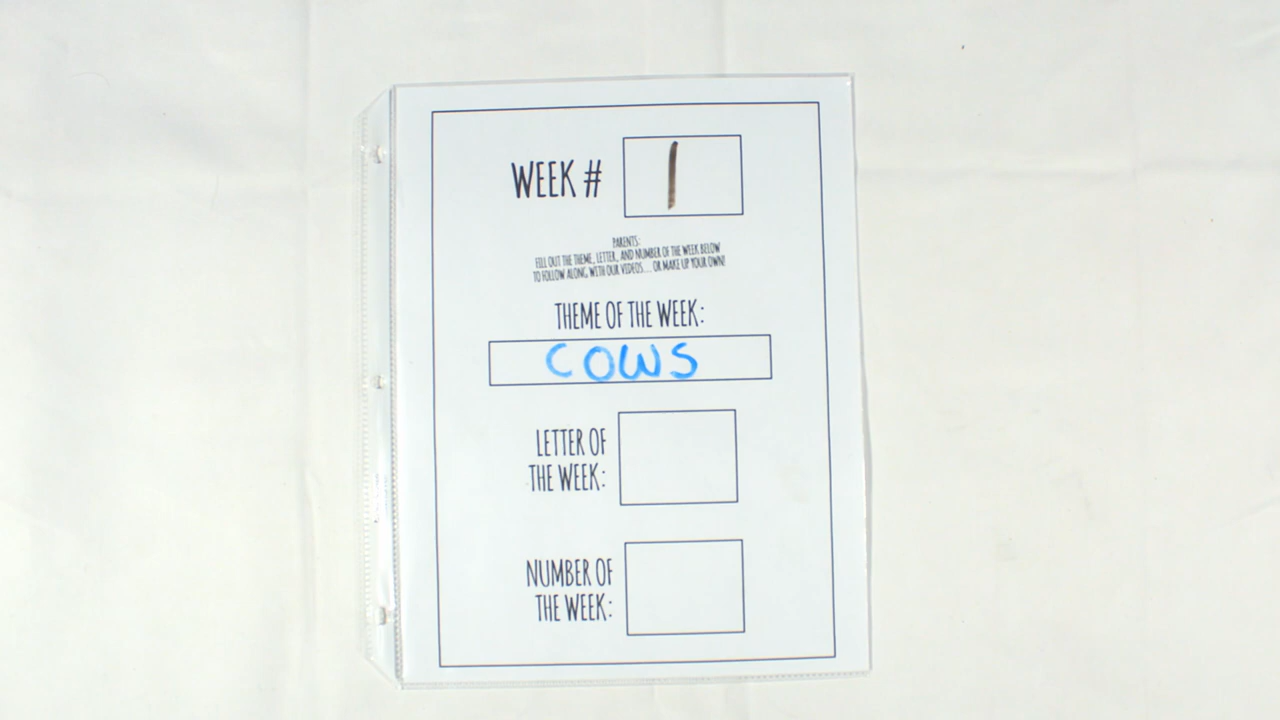 WEEK # 1
PARENTS:
FILL OUT THE THEME, LETTER, AND NUMBER OF THE WEEK BELOW
TO FOLLOW ALONG WITH OUR VIDEOS.... OR MAKE UP YOUR OWN!
THEME OF THE WEEK:
COWS
LETTER OF
THE WEEK:
NUMBER OF
THE WEEK: